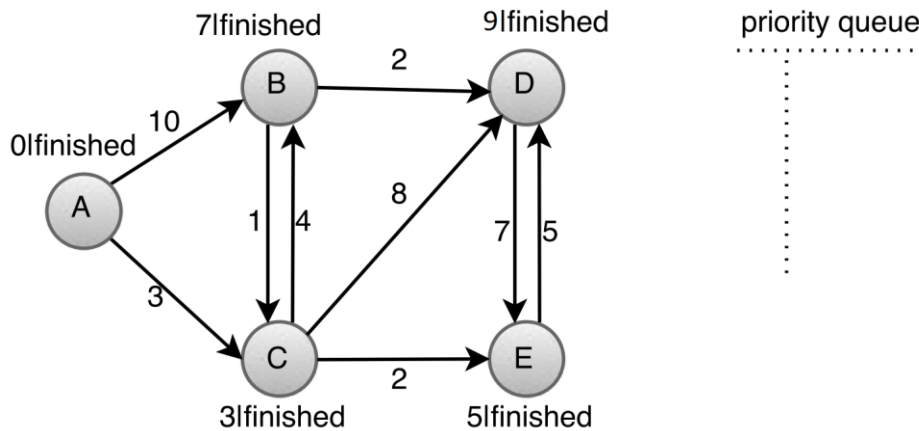 7|finished
9|finished
priority queue
B
2
D
10
0|finished
A
8
1
4
7
5
3
C
E
2
3|finished
5|finished